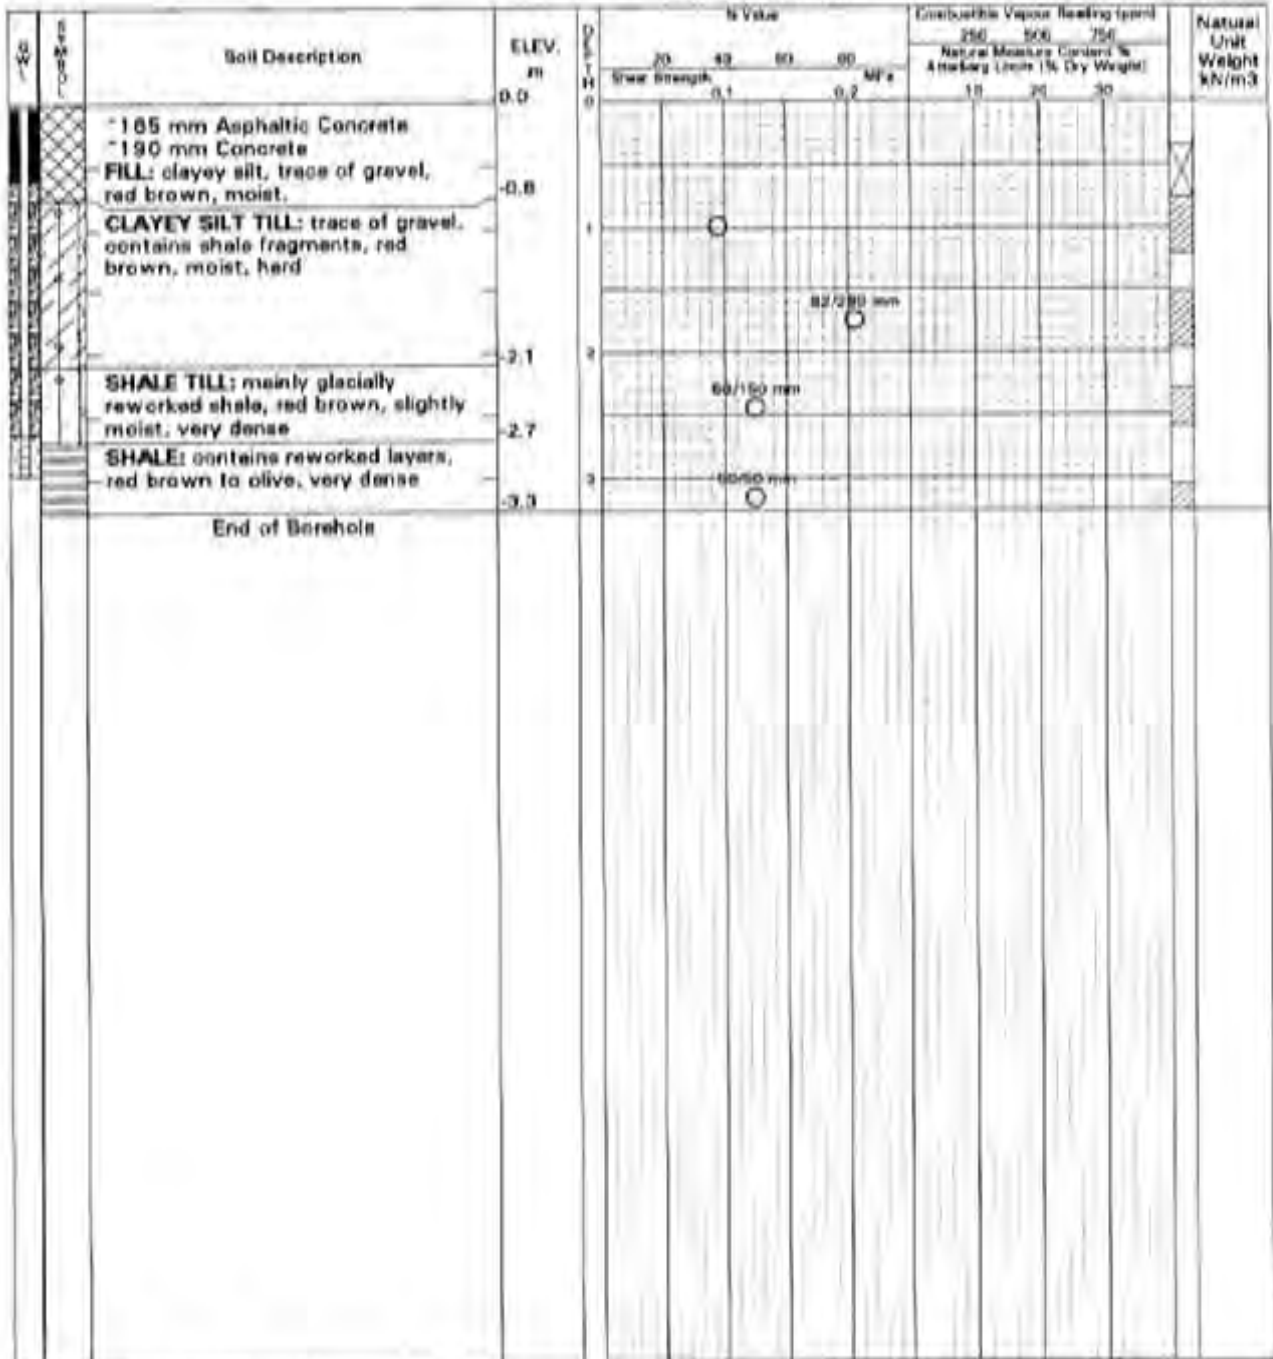 GWL
SYMBOL
Soil Description
ELEV.
m
0.0
DEPTH
N Value
20 40 60 80
Shear Strength MPa
0.1 0.2
Combustible Vapour Reading (ppm)
250 500 750
Natural Moisture Content %
Atterberg Limits (% Dry Weight)
10 20 30
Natural
Unit
Weight
kN/m3
0
~165 mm Asphaltic Concrete
~190 mm Concrete
FILL: clayey silt, trace of gravel,
red brown, moist.
-0.8
CLAYEY SILT TILL: trace of gravel,
contains shale fragments, red
brown, moist, hard
1
82/280 mm
-2.1
2
SHALE TILL: mainly glacially
reworked shale, red brown, slightly
moist, very dense
-2.7
/150 mm
SHALE: contains reworked layers,
red brown to olive, very dense
-3.3
3
mm
End of Borehole